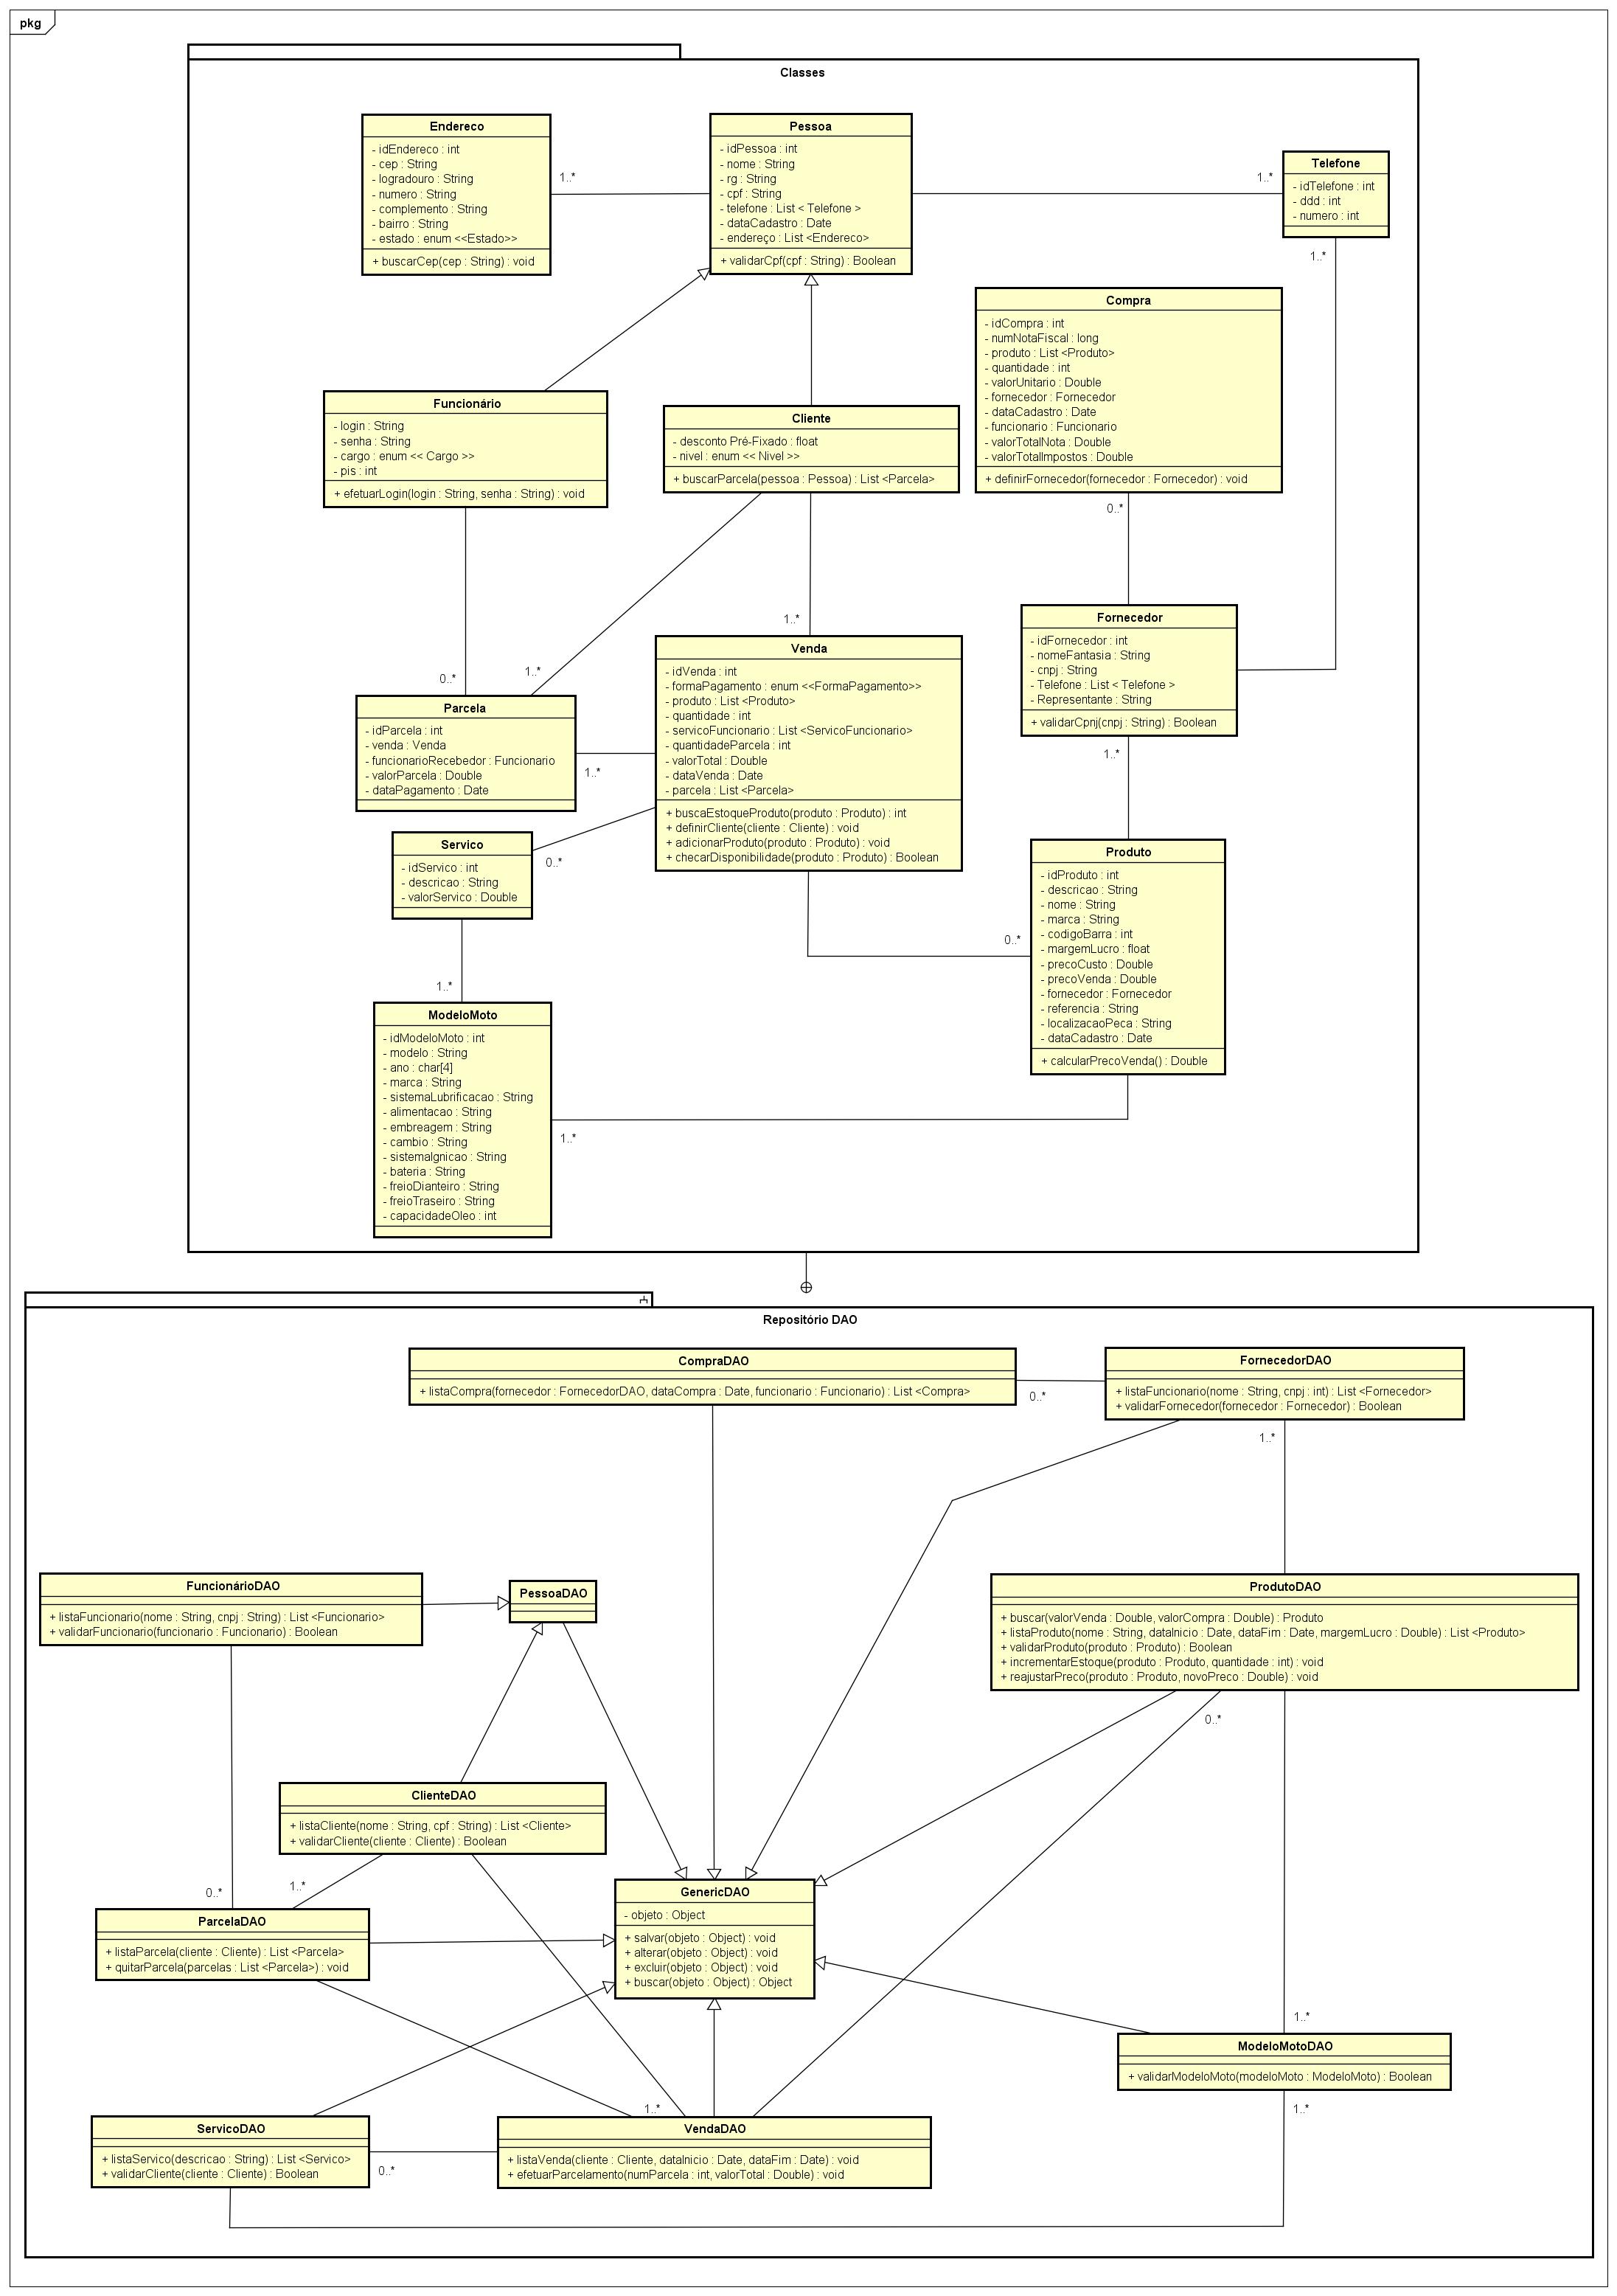 pkg
Classes
Endereco
- idEndereco : int
- cep : String
- logradouro : String
- numero : String
- complemento : String
- bairro : String
- estado : enum <<Estado>>
+ buscarCep(cep : String) : void
1..*
Pessoa
- idPessoa : int
- nome : String
- rg : String
- cpf : String
- telefone : List < Telefone >
- dataCadastro : Date
- endereço : List <Endereco>
+ validarCpf(cpf : String) : Boolean
1..*
Telefone
- idTelefone : int
- ddd : int
- numero : int
1..*
Compra
- idCompra : int
- numNotaFiscal : long
- produto : List <Produto>
- quantidade : int
- valorUnitario : Double
- fornecedor : Fornecedor
- dataCadastro : Date
- funcionario : Funcionario
- valorTotalNota : Double
- valorTotalImpostos : Double
+ definirFornecedor(fornecedor : Fornecedor) : void
0..*
Funcionário
- login : String
- senha : String
- cargo : enum << Cargo >>
- pis : int
+ efetuarLogin(login : String, senha : String) : void
0..*
Cliente
- desconto Pré-Fixado : float
- nivel : enum << Nivel >>
+ buscarParcela(pessoa : Pessoa) : List <Parcela>
1..*
1..*
Fornecedor
- idFornecedor : int
- nomeFantasia : String
- cnpj : String
- Telefone : List < Telefone >
- Representante : String
+ validarCpnj(cnpj : String) : Boolean
1..*
Venda
- idVenda : int
- formaPagamento : enum <<FormaPagamento>>
- produto : List <Produto>
- quantidade : int
- servicoFuncionario : List <ServicoFuncionario>
- quantidadeParcela : int
- valorTotal : Double
- dataVenda : Date
- parcela : List <Parcela>
+ buscaEstoqueProduto(produto : Produto) : int
+ definirCliente(cliente : Cliente) : void
+ adicionarProduto(produto : Produto) : void
+ checarDisponibilidade(produto : Produto) : Boolean
Parcela
- idParcela : int
- venda : Venda
- funcionarioRecebedor : Funcionario
- valorParcela : Double
- dataPagamento : Date
1..*
Servico
- idServico : int
- descricao : String
- valorServico : Double
0..*
1..*
Produto
- idProduto : int
- descricao : String
- nome : String
- marca : String
- codigoBarra : int
- margemLucro : float
- precoCusto : Double
- precoVenda : Double
- fornecedor : Fornecedor
- referencia : String
- localizacaoPeca : String
- dataCadastro : Date
+ calcularPrecoVenda() : Double
0..*
ModeloMoto
- idModeloMoto : int
- modelo : String
- ano : char[4]
- marca : String
- sistemaLubrificacao : String
- alimentacao : String
- embreagem : String
- cambio : String
- sistemaIgnicao : String
- bateria : String
- freioDianteiro : String
- freioTraseiro : String
- capacidadeOleo : int
1..*
Repositório DAO
CompraDAO
+ listaCompra(fornecedor : FornecedorDAO, dataCompra : Date, funcionario : Funcionario) : List <Compra>
0..*
FornecedorDAO
+ listaFuncionario(nome : String, cnpj : int) : List <Fornecedor>
+ validarFornecedor(fornecedor : Fornecedor) : Boolean
1..*
FuncionárioDAO
+ listaFuncionario(nome : String, cnpj : String) : List <Funcionario>
+ validarFuncionario(funcionario : Funcionario) : Boolean
PessoaDAO
ProdutoDAO
+ buscar(valorVenda : Double, valorCompra : Double) : Produto
+ listaProduto(nome : String, dataInicio : Date, dataFim : Date, margemLucro : Double) : List <Produto>
+ validarProduto(produto : Produto) : Boolean
+ incrementarEstoque(produto : Produto, quantidade : int) : void
+ reajustarPreco(produto : Produto, novoPreco : Double) : void
0..*
ClienteDAO
+ listaCliente(nome : String, cpf : String) : List <Cliente>
+ validarCliente(cliente : Cliente) : Boolean
0..*
1..*
GenericDAO
- objeto : Object
+ salvar(objeto : Object) : void
+ alterar(objeto : Object) : void
+ excluir(objeto : Object) : void
+ buscar(objeto : Object) : Object
ParcelaDAO
+ listaParcela(cliente : Cliente) : List <Parcela>
+ quitarParcela(parcelas : List <Parcela>) : void
1..*
ModeloMotoDAO
+ validarModeloMoto(modeloMoto : ModeloMoto) : Boolean
1..*
1..*
ServicoDAO
+ listaServico(descricao : String) : List <Servico>
+ validarCliente(cliente : Cliente) : Boolean
0..*
VendaDAO
+ listaVenda(cliente : Cliente, dataInicio : Date, dataFim : Date) : void
+ efetuarParcelamento(numParcela : int, valorTotal : Double) : void